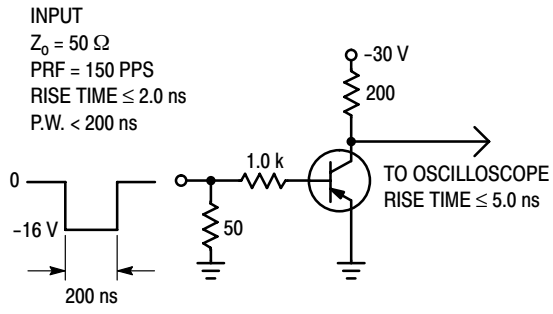 INPUT
Zo = 50 Ω
PRF = 150 PPS
RISE TIME ≤ 2.0 ns
P.W. < 200 ns
−30 V
200
1.0 k
TO OSCILLOSCOPE
RISE TIME ≤ 5.0 ns
0
−16 V
50
200 ns